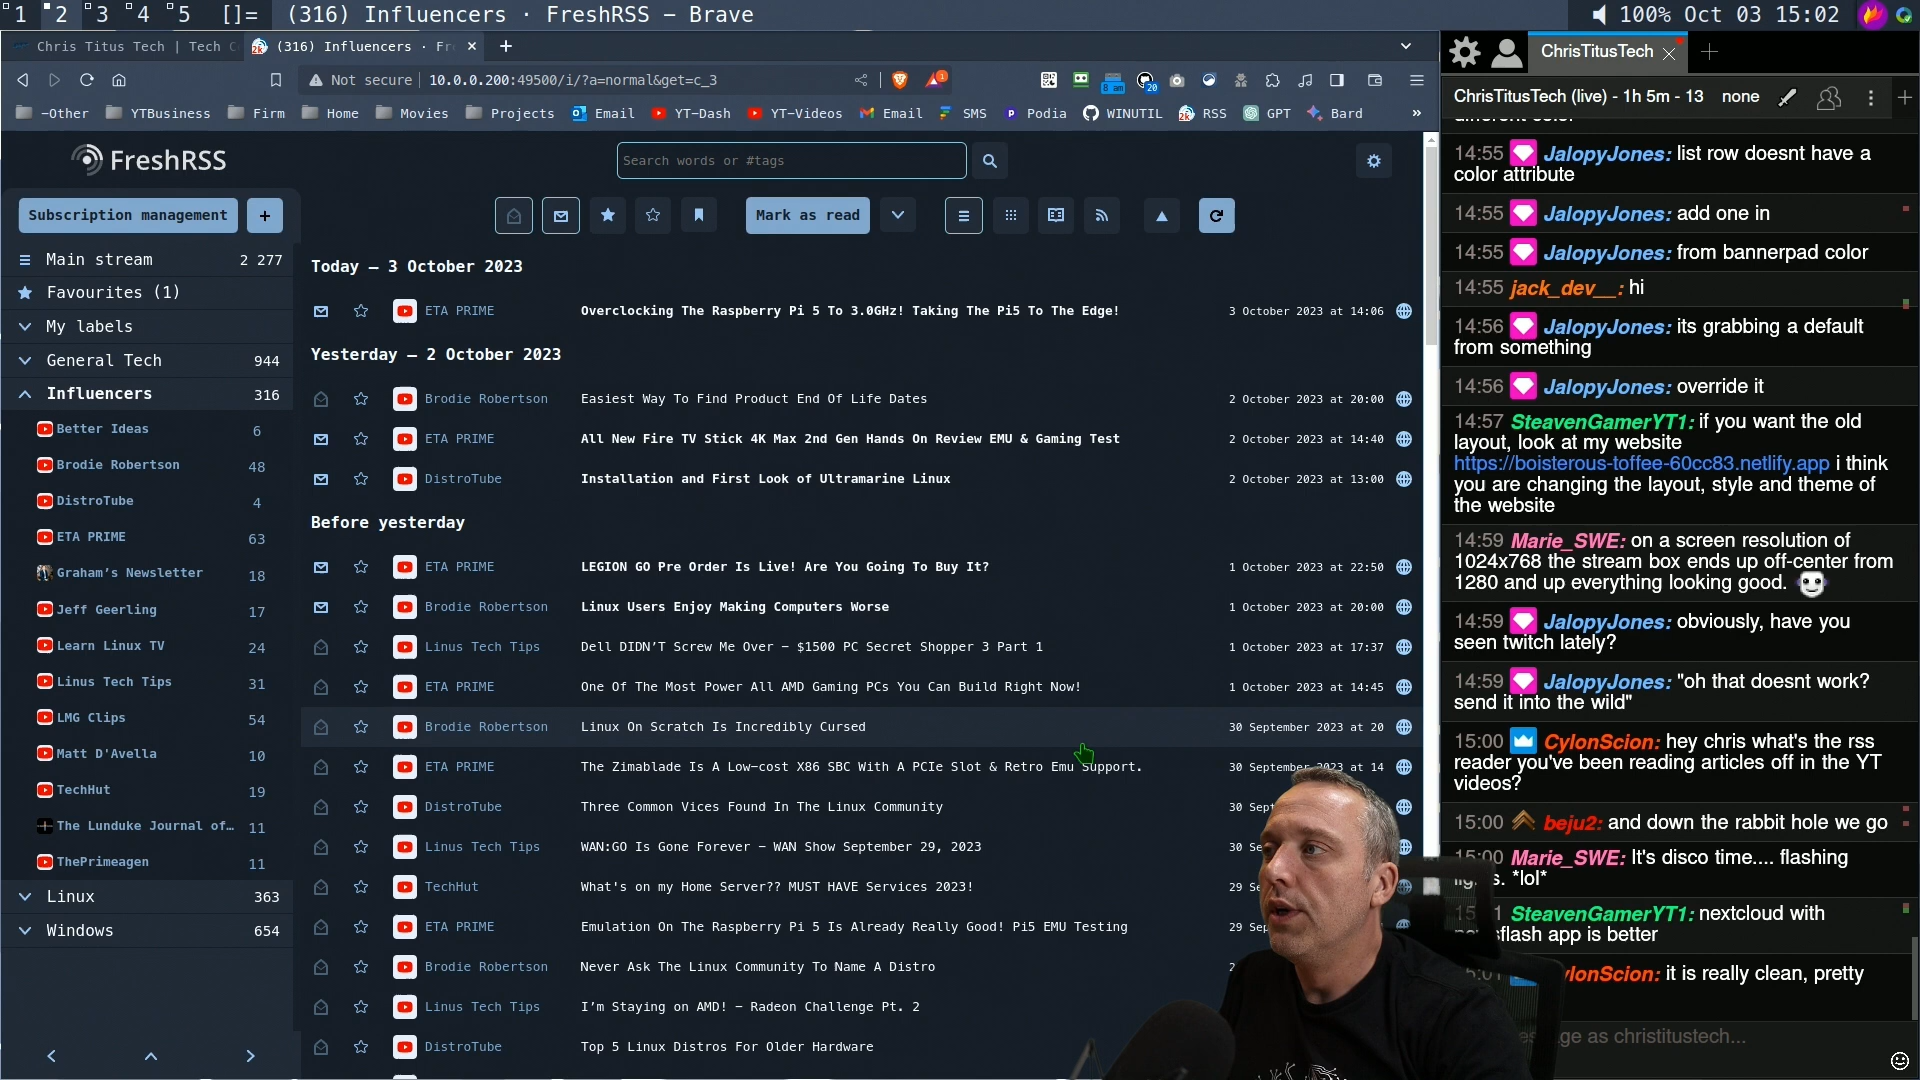 1 2 3 4 5 []= (316) Influencers · FreshRSS — Brave 100% Oct 03 15:02
Chris Titus Tech | Tech C
(316) Influencers · Fr
Not secure 10.0.0.200:49500/i/?a=normal&get=c_3
1
8 am
20
-Other YTBusiness Firm Home Movies Projects Email YT-Dash YT-Videos Email SMS Podia WINUTIL RSS GPT Bard »
FreshRSS
Search words or #tags
Subscription management +
Mark as read
Main stream 2 277
Favourites (1)
My labels
General Tech 944
Influencers 316
Better Ideas 6
Brodie Robertson 48
DistroTube 4
ETA PRIME 63
Graham’s Newsletter 18
Jeff Geerling 17
Learn Linux TV 24
Linus Tech Tips 31
LMG Clips 54
Matt D'Avella 10
TechHut 19
The Lunduke Journal of… 11
ThePrimeagen 11
Linux 363
Windows 654
Today — 3 October 2023
ETA PRIME Overclocking The Raspberry Pi 5 To 3.0GHz! Taking The Pi5 To The Edge! 3 October 2023 at 14:06
Yesterday — 2 October 2023
Brodie Robertson Easiest Way To Find Product End Of Life Dates 2 October 2023 at 20:00
ETA PRIME All New Fire TV Stick 4K Max 2nd Gen Hands On Review EMU & Gaming Test 2 October 2023 at 14:40
DistroTube Installation and First Look of Ultramarine Linux 2 October 2023 at 13:00
Before yesterday
ETA PRIME LEGION GO Pre Order Is Live! Are You Going To Buy It? 1 October 2023 at 22:50
Brodie Robertson Linux Users Enjoy Making Computers Worse 1 October 2023 at 20:00
Linus Tech Tips Dell DIDN’T Screw Me Over - $1500 PC Secret Shopper 3 Part 1 1 October 2023 at 17:37
ETA PRIME One Of The Most Power All AMD Gaming PCs You Can Build Right Now! 1 October 2023 at 14:45
Brodie Robertson Linux On Scratch Is Incredibly Cursed 30 September 2023 at 20
ETA PRIME The Zimablade Is A Low-cost X86 SBC With A PCIe Slot & Retro Emu Support. 30 September 2023 at 14
DistroTube Three Common Vices Found In The Linux Community 30 Sept
Linus Tech Tips WAN:GO Is Gone Forever - WAN Show September 29, 2023 30 Se
TechHut What's on my Home Server?? MUST HAVE Services 2023! 29 Se
ETA PRIME Emulation On The Raspberry Pi 5 Is Already Really Good! Pi5 EMU Testing 29 Sep
Brodie Robertson Never Ask The Linux Community To Name A Distro 2
Linus Tech Tips I’m Staying on AMD! - Radeon Challenge Pt. 2
DistroTube Top 5 Linux Distros For Older Hardware
ChrisTitusTech
ChrisTitusTech (live) - 1h 5m - 13 none
different color
14:55 JalopyJones: list row doesnt have a
color attribute
14:55 JalopyJones: add one in
14:55 JalopyJones: from bannerpad color
14:55 jack_dev__: hi
14:56 JalopyJones: its grabbing a default
from something
14:56 JalopyJones: override it
14:57 SteavenGamerYT1: if you want the old
layout, look at my website
https://boisterous-toffee-60cc83.netlify.app i think
you are changing the layout, style and theme of
the website
14:59 Marie_SWE: on a screen resolution of
1024x768 the stream box ends up off-center from
1280 and up everything looking good.
14:59 JalopyJones: obviously, have you
seen twitch lately?
14:59 JalopyJones: "oh that doesnt work?
send it into the wild"
15:00 CylonScion: hey chris what's the rss
reader you've been reading articles off in the YT
videos?
15:00 beju2: and down the rabbit hole we go
15:00 Marie_SWE: It's disco time.... flashing
s. *lol*
SteavenGamerYT1: nextcloud with
sflash app is better
ylonScion: it is really clean, pretty
ge as christitustech...